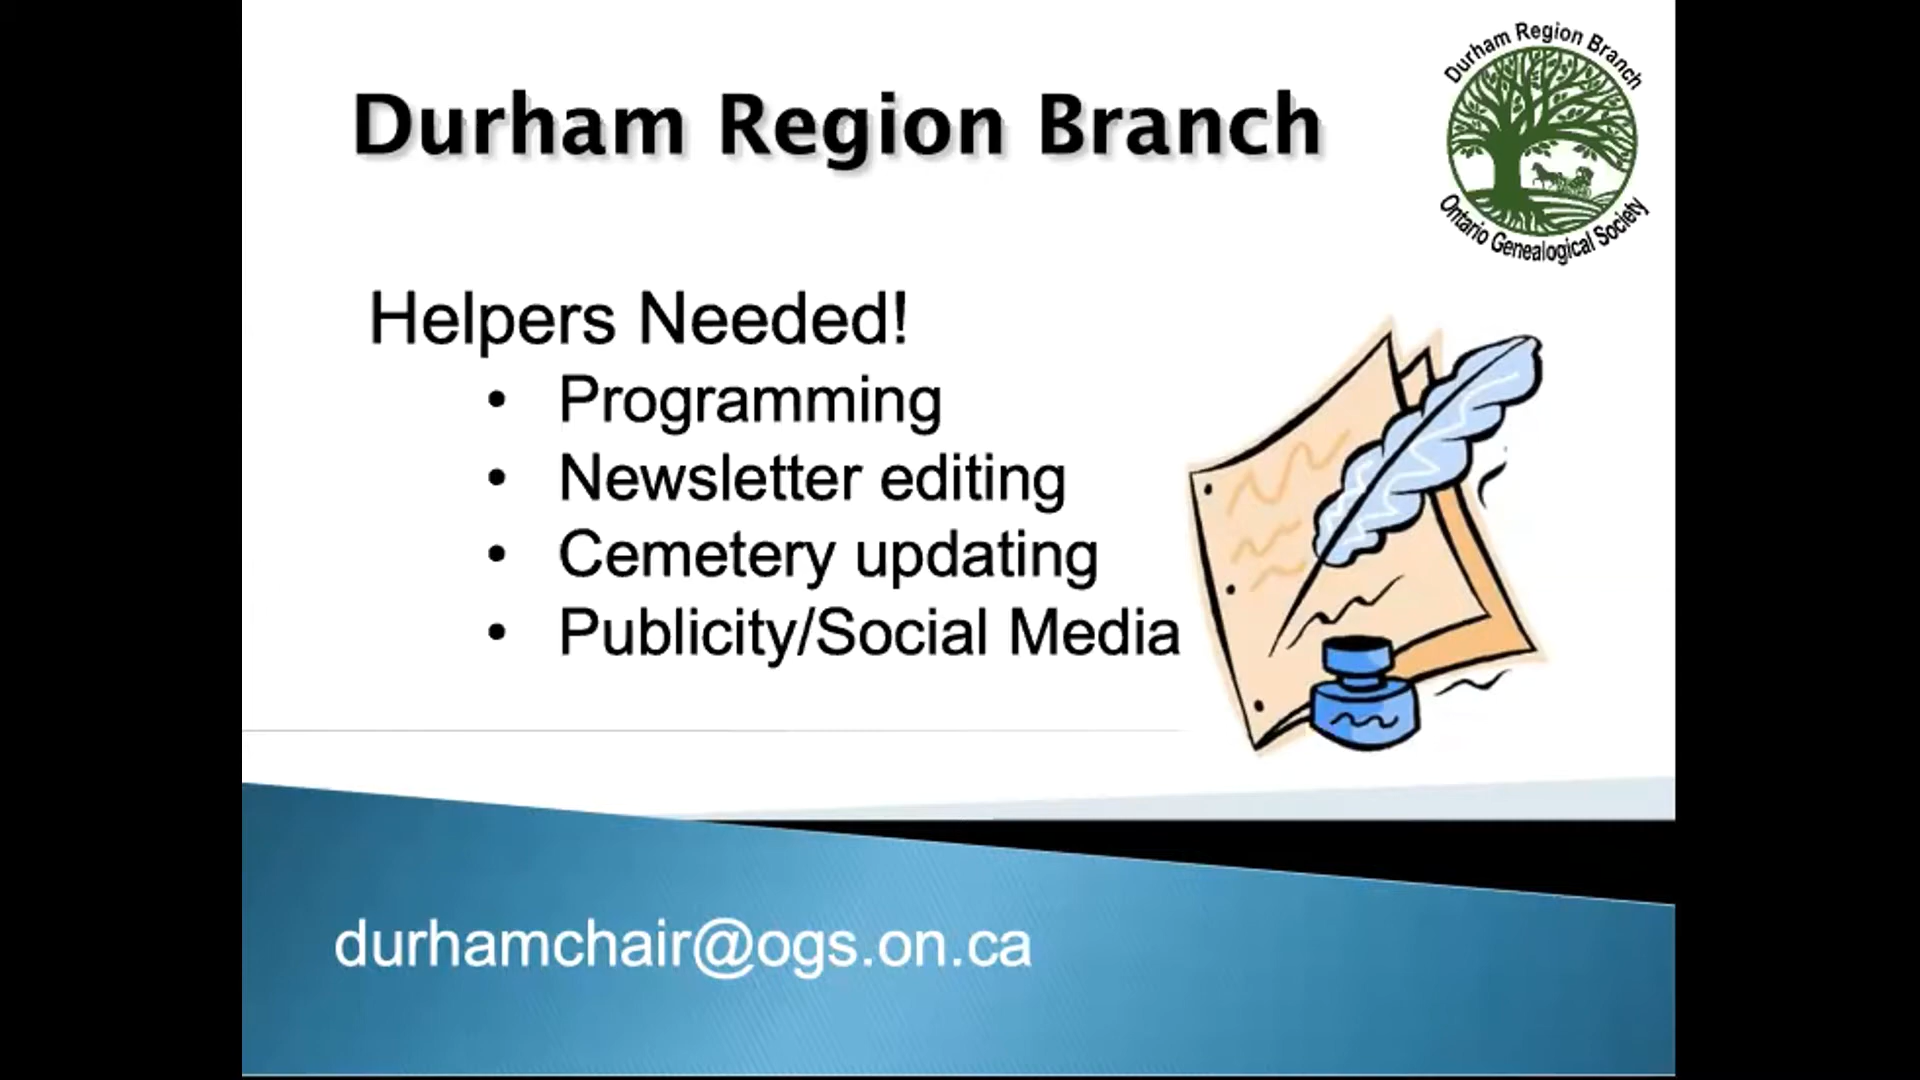 Durham Region Branch
Durham Region Branch
Ontario Genealogical Society
Helpers Needed!
• Programming
• Newsletter editing
• Cemetery updating
• Publicity/Social Media
durhamchair@ogs.on.ca